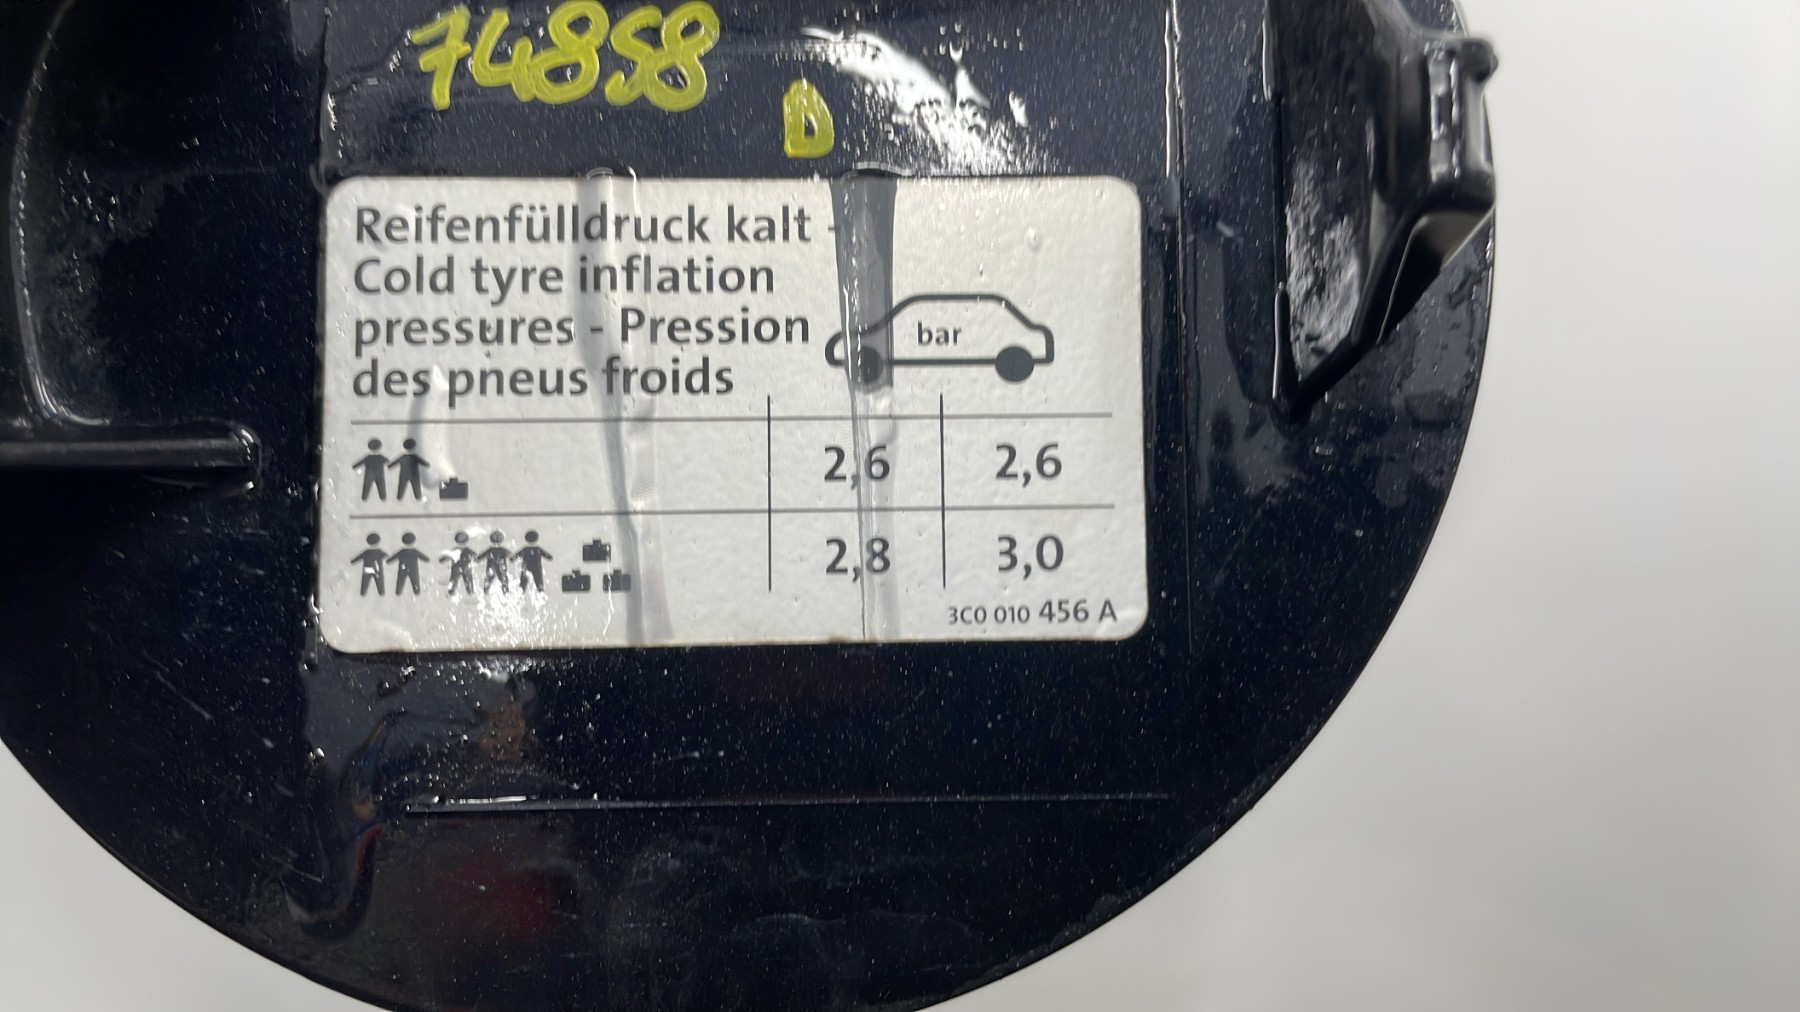 74858
D
Reifenfülldruck kalt -
Cold tyre inflation
pressures - Pression
des pneus froids
bar
2,6 2,6
2,8 3,0
3C0 010 456 A